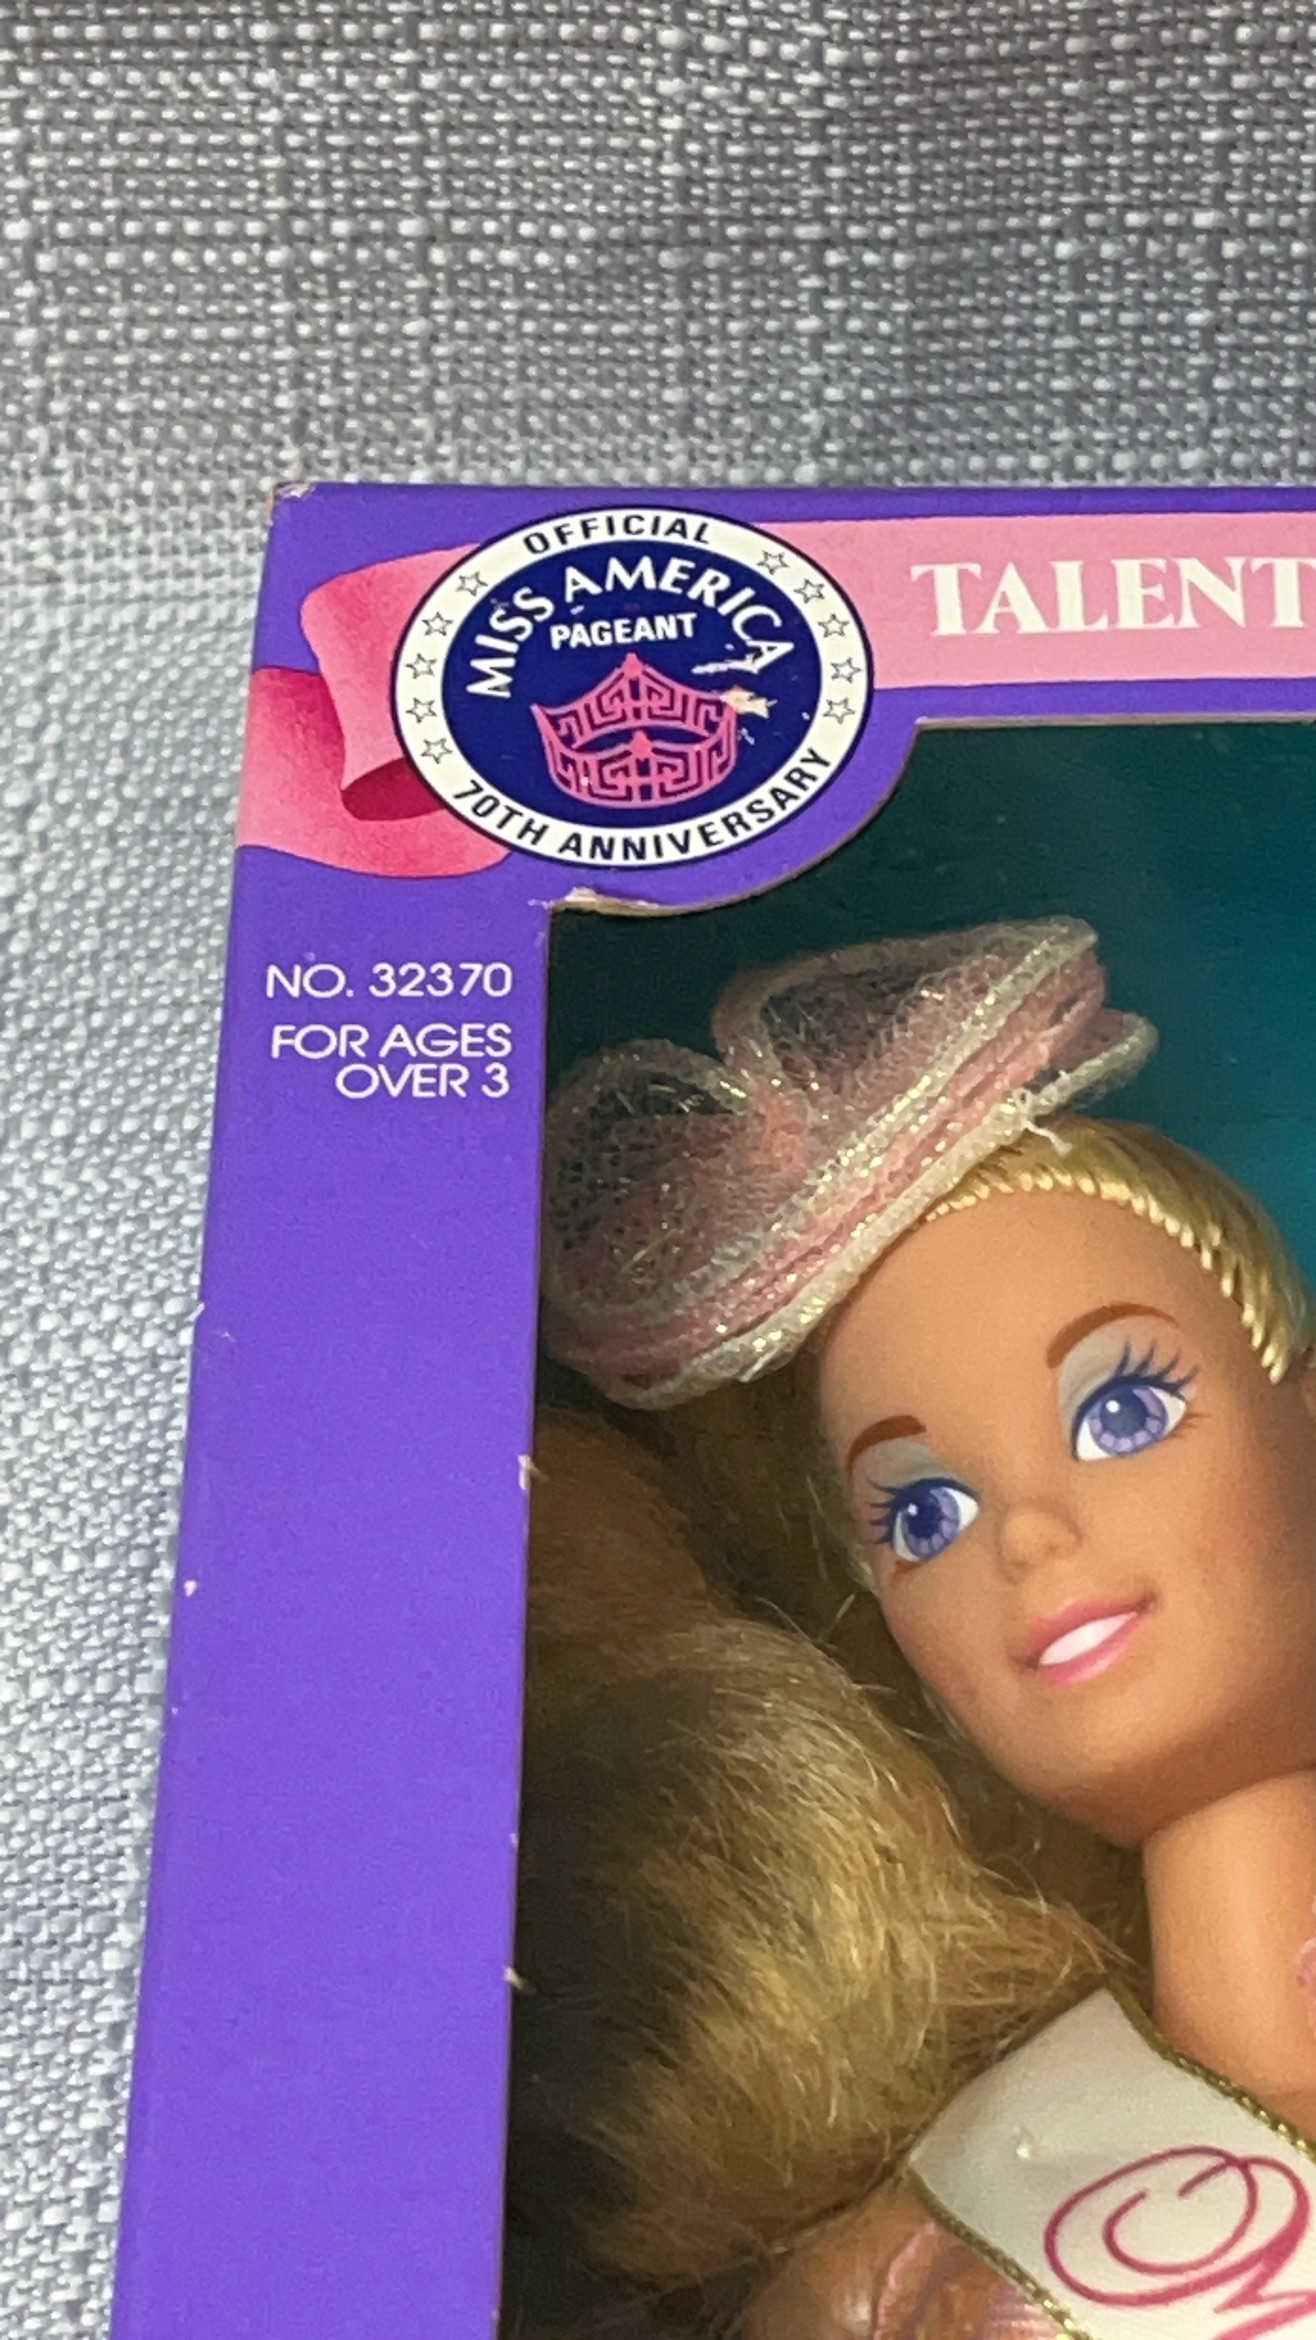 OFFICIAL
MISS AMERICA
PAGEANT
70TH ANNIVERSARY
TALENT
NO. 32370
FOR AGES
OVER 3